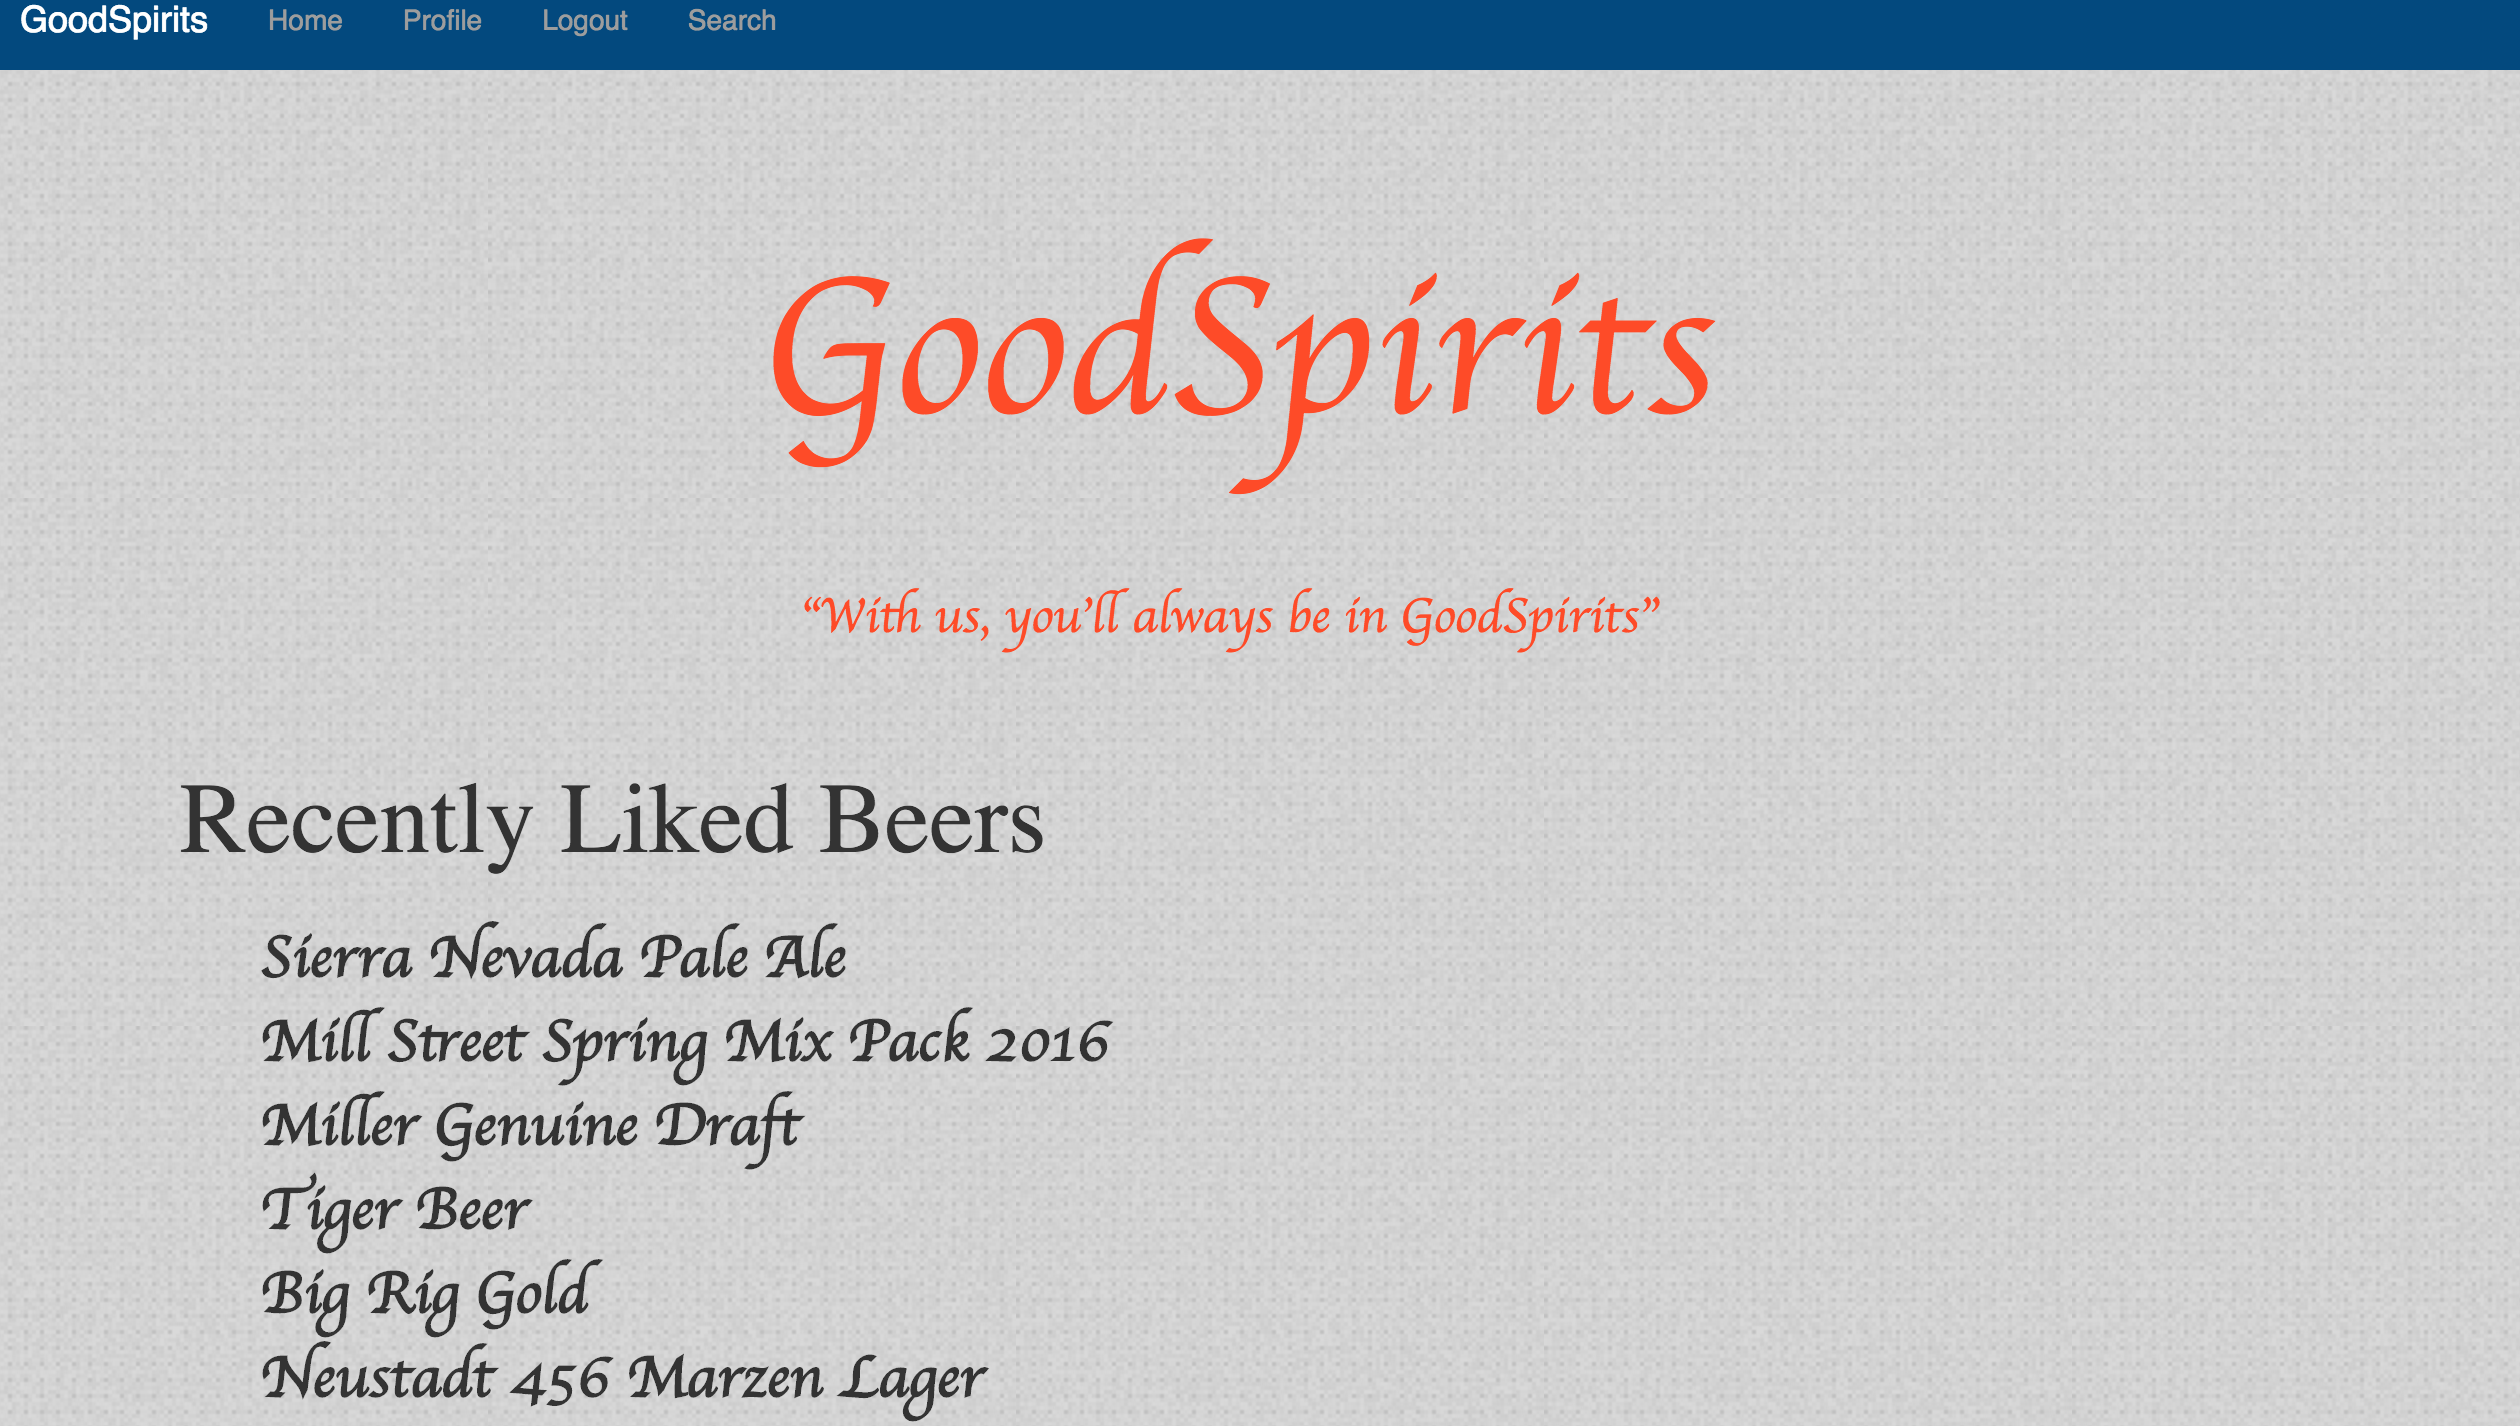 GoodSpirits Home Profile Logout Search
GoodSpirits
“With us, you’ll always be in GoodSpirits”
Recently Liked Beers
Sierra Nevada Pale Ale
Mill Street Spring Mix Pack 2016
Miller Genuine Draft
Tiger Beer
Big Rig Gold
Neustadt 456 Marzen Lager